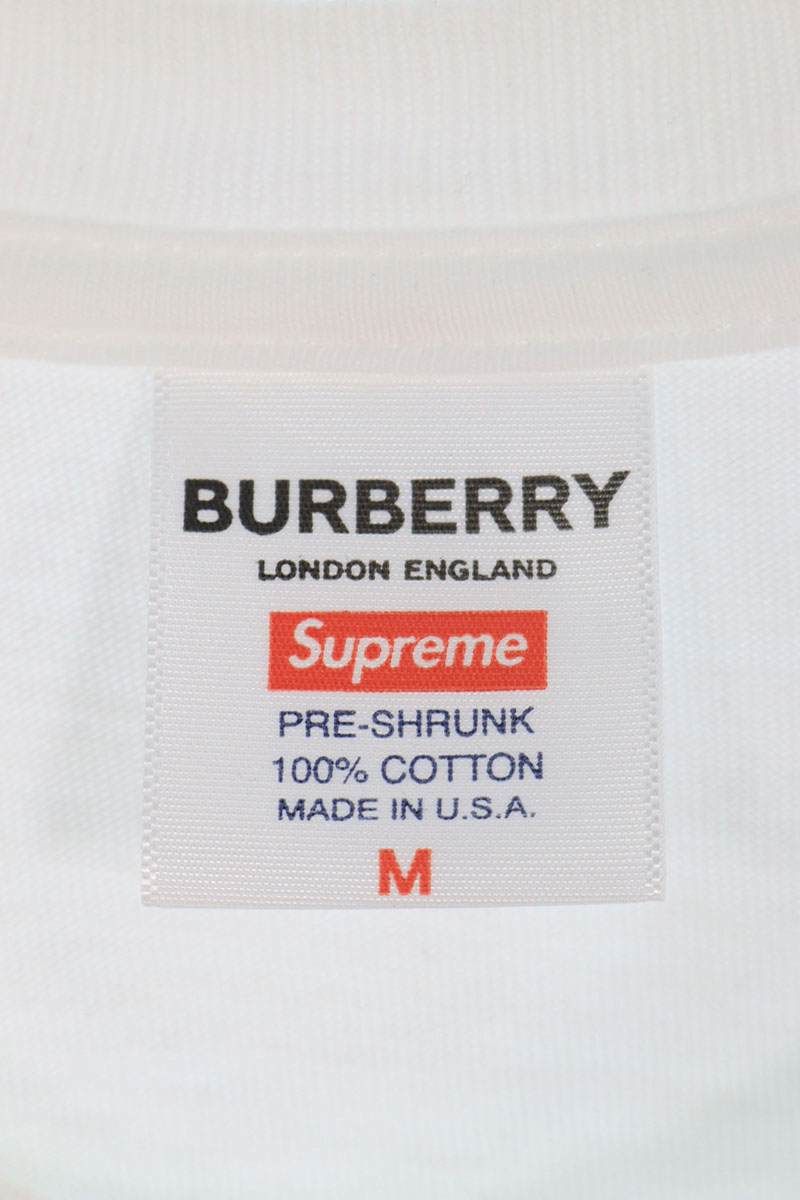 BURBERRY
LONDON ENGLAND
Supreme
PRE-SHRUNK
100% COTTON
MADE IN U.S.A.
M